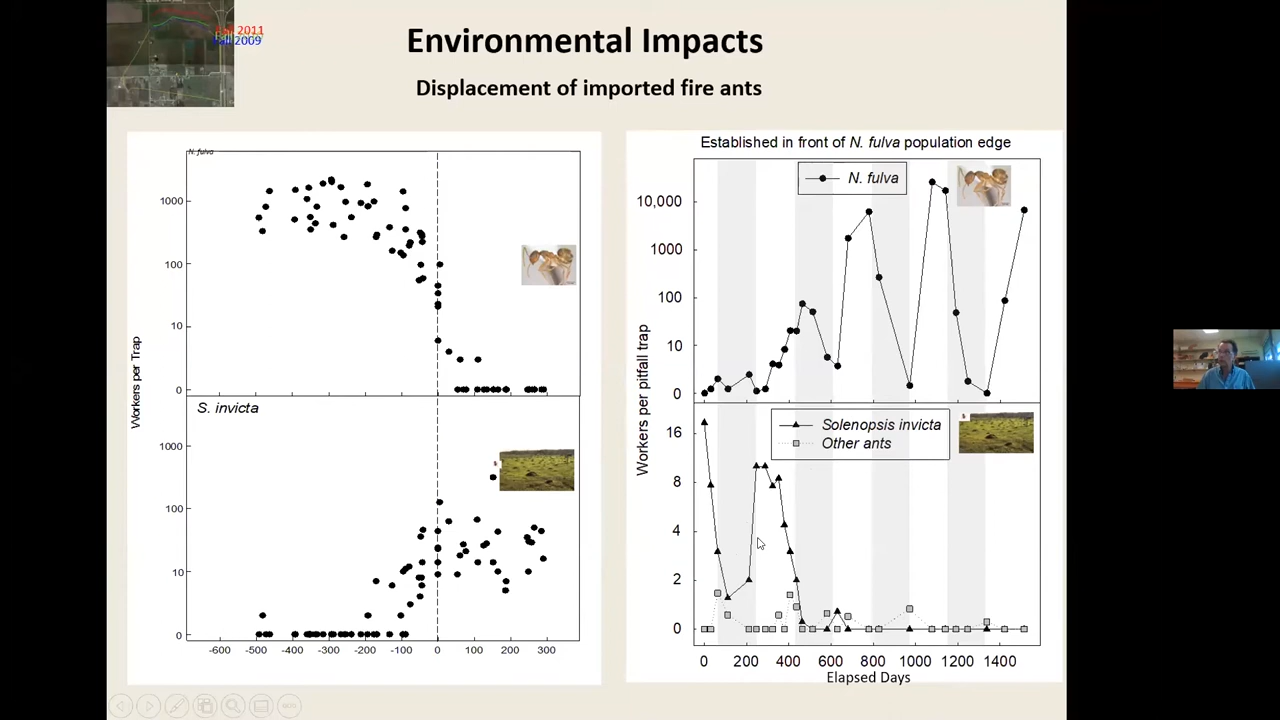 Fall 2011
Fall 2009
Environmental Impacts
Displacement of imported fire ants
N. fulva
1000
100
10
0
Workers per Trap
S. invicta
1000
100
10
0
-600 -500 -400 -300 -200 -100 0 100 200 300
Established in front of N. fulva population edge
N. fulva
10,000
1000
100
10
0
Workers per pitfall trap
Solenopsis invicta
Other ants
16
8
4
2
0
0 200 400 600 800 1000 1200 1400
Elapsed Days